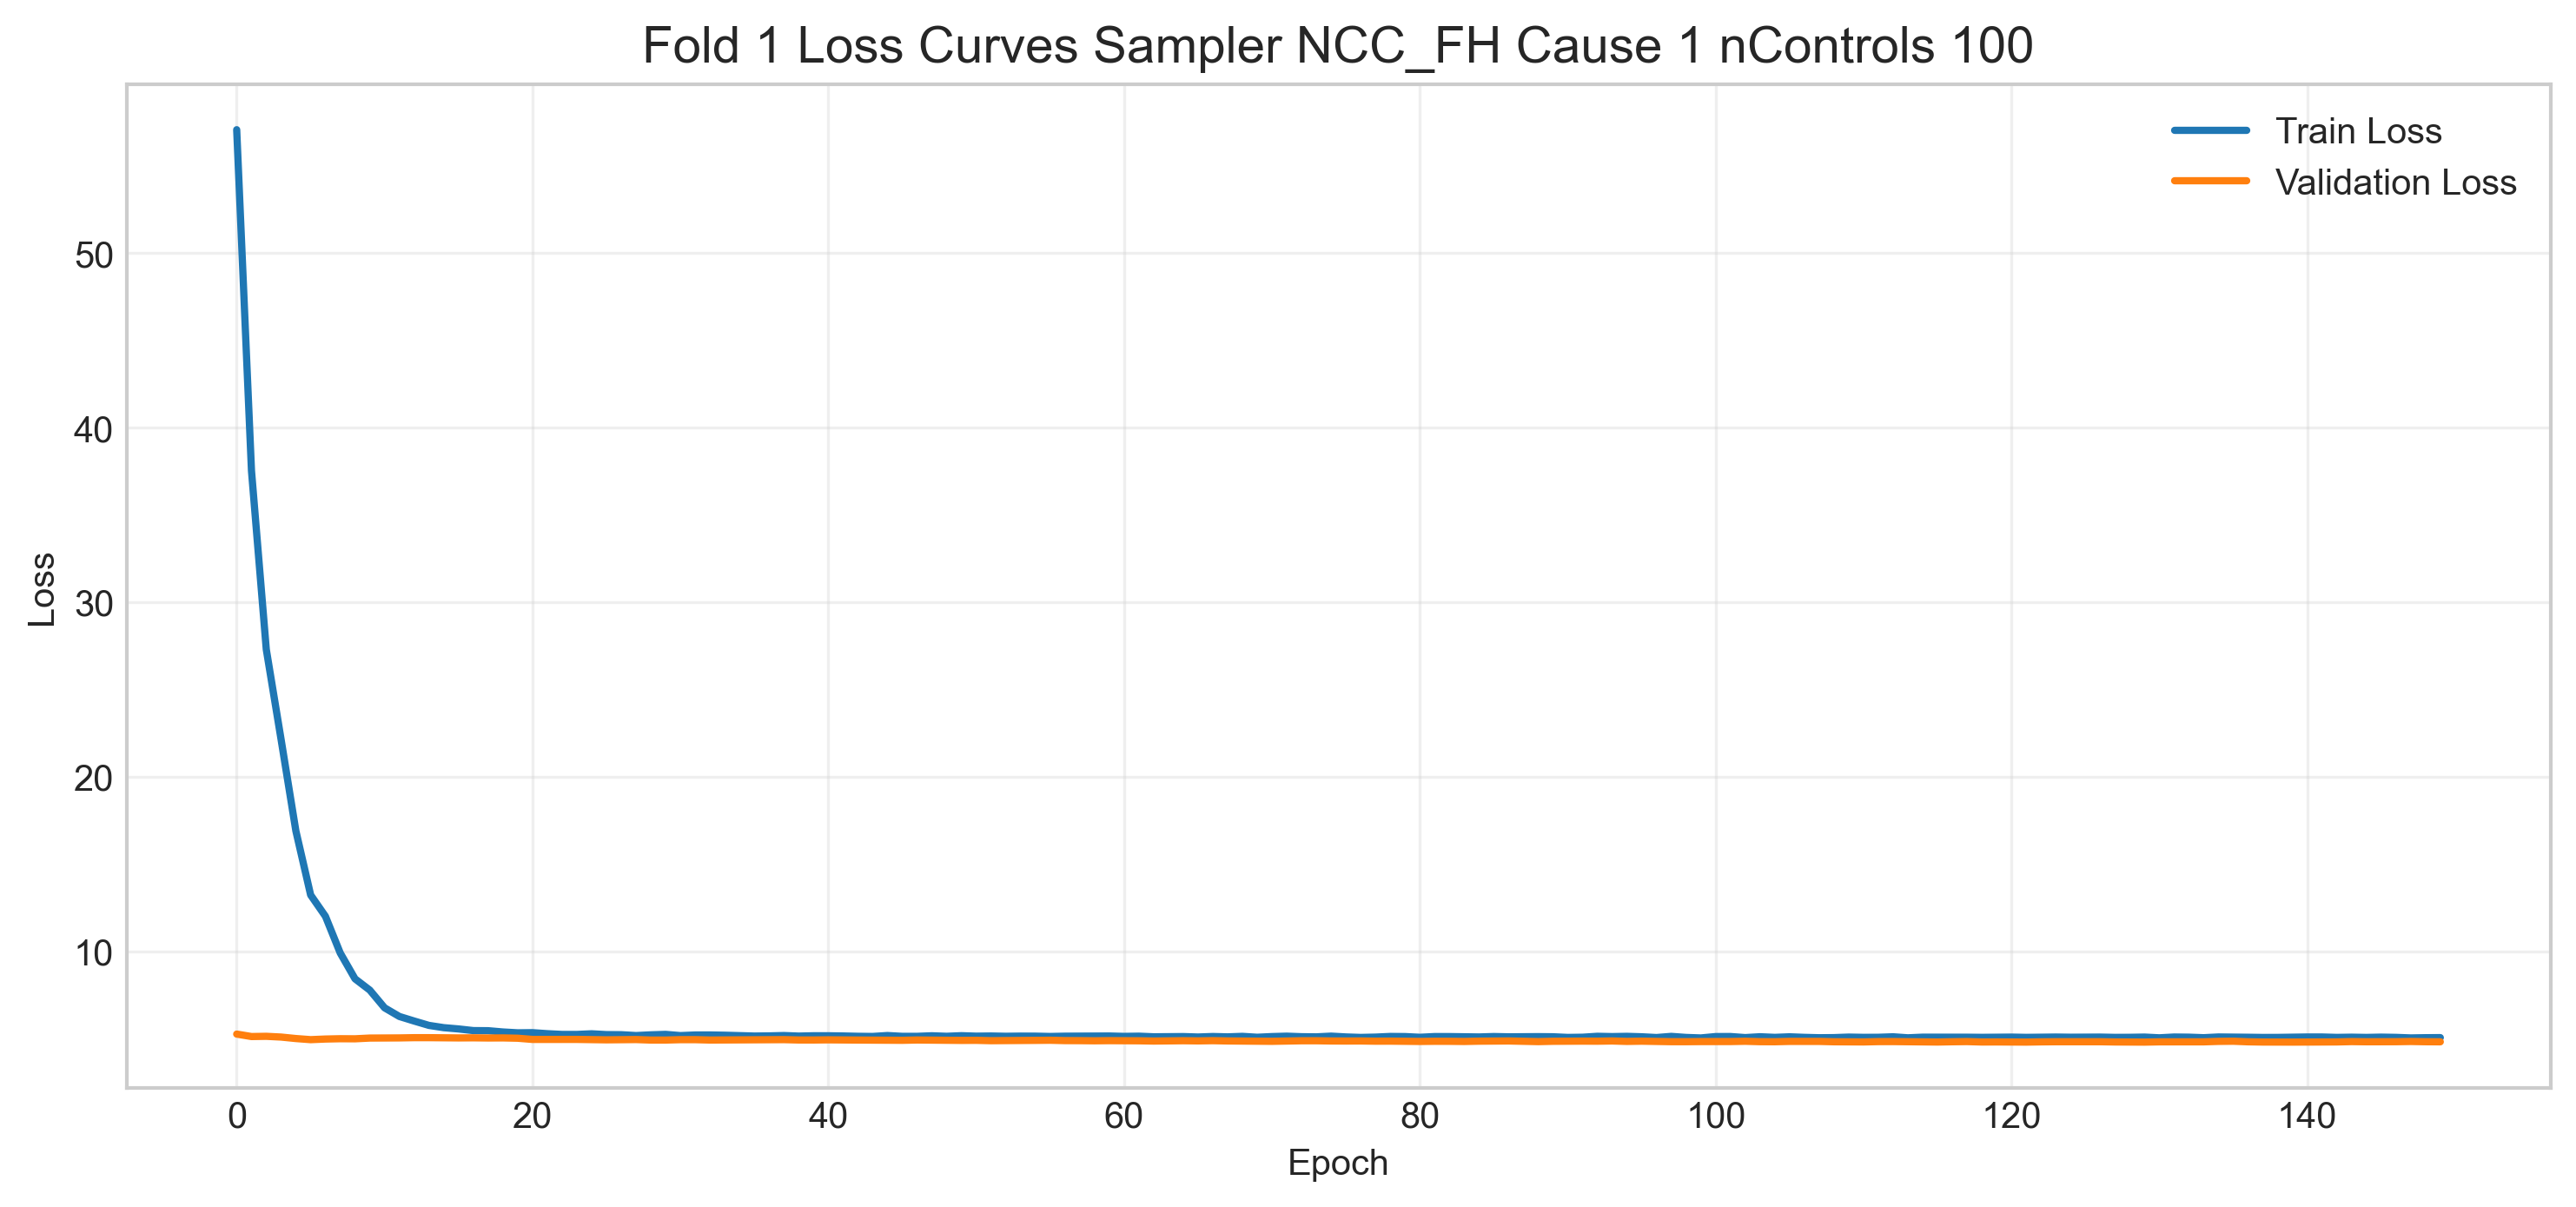 Fold 1 Loss Curves Sampler NCC_FH Cause 1 nControls 100
Train Loss
Validation Loss
50
40
30
20
10
Loss
0 20 40 60 80 100 120 140
Epoch